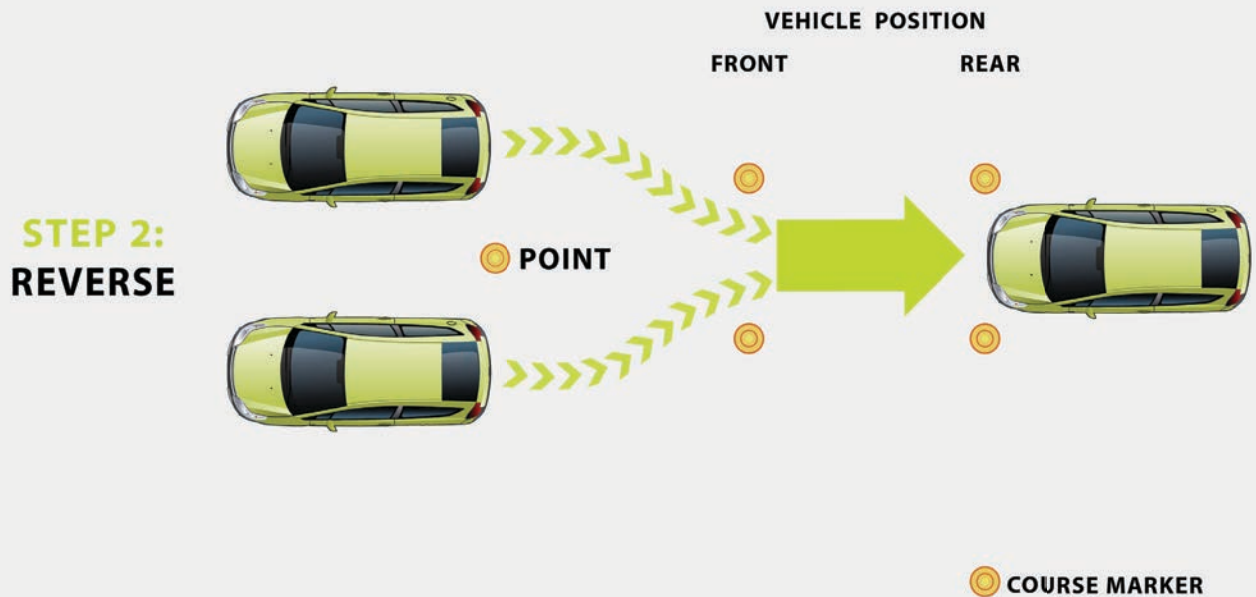 VEHICLE POSITION
FRONT
REAR
STEP 2:
REVERSE
POINT
COURSE MARKER